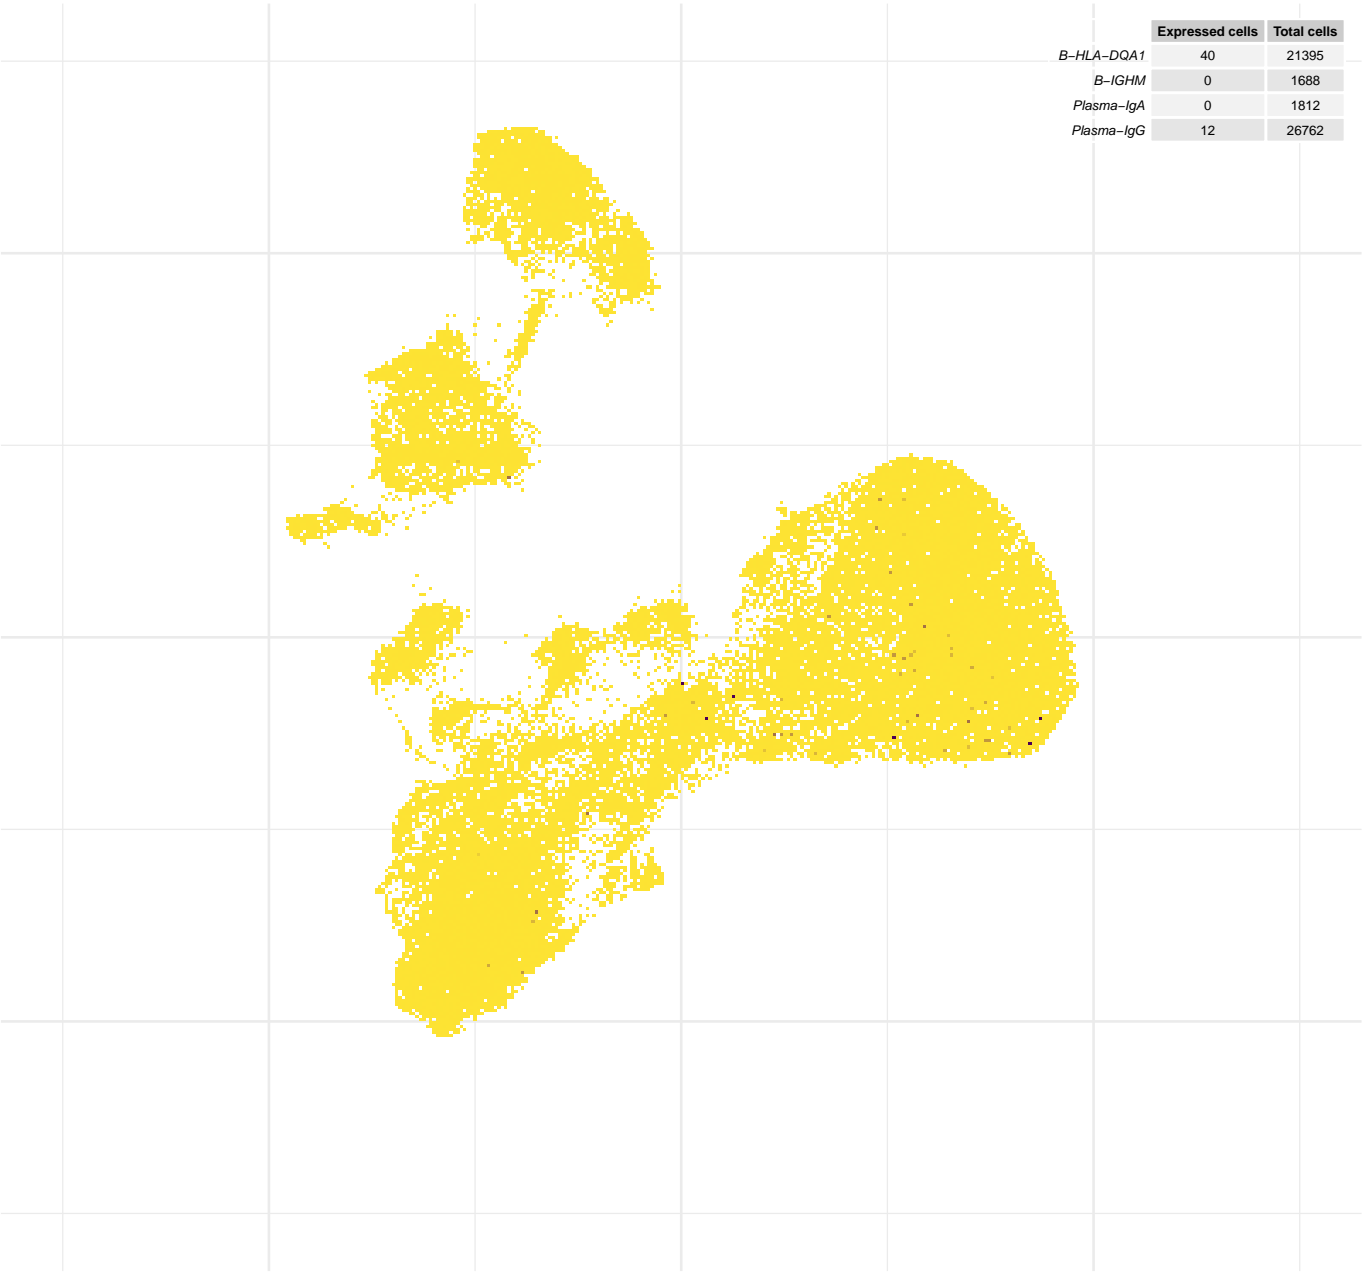 Expressed cells Total cells
B−HLA−DQA1 40 21395
B−IGHM 0 1688
Plasma−IgA 0 1812
Plasma−IgG 12 26762